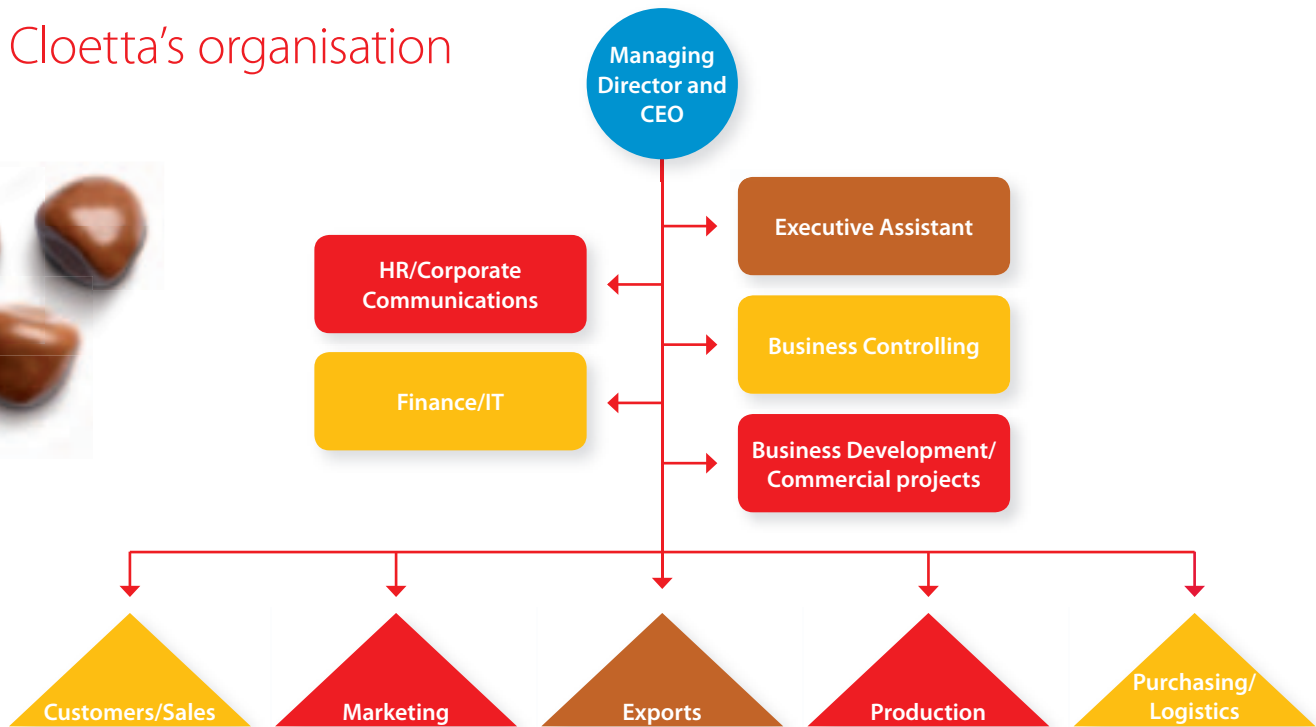 Cloetta’s organisation
Managing
Director and
CEO
Executive Assistant
HR/Corporate
Communications
Business Controlling
Finance/IT
Business Development/
Commercial projects
Customers/Sales
Marketing
Exports
Production
Purchasing/
Logistics